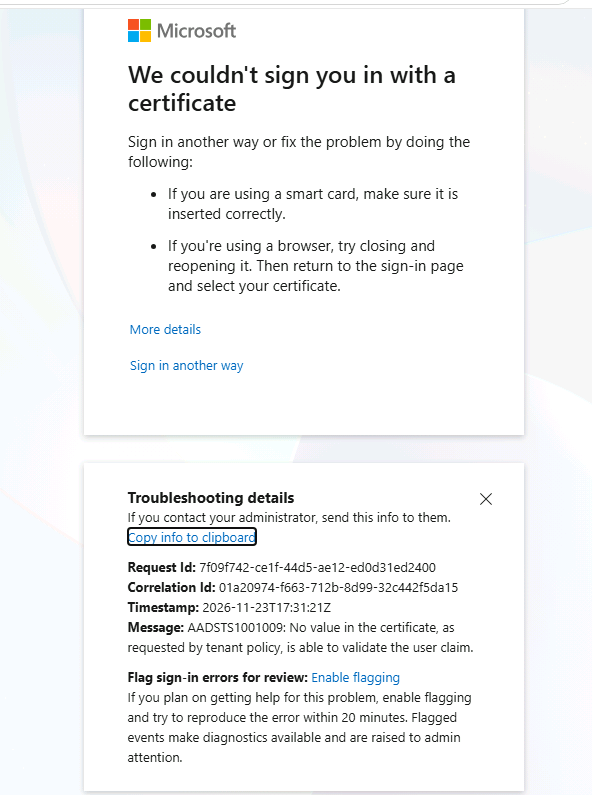 Microsoft
We couldn't sign you in with a
certificate
Sign in another way or fix the problem by doing the
following:
• If you are using a smart card, make sure it is
inserted correctly.
• If you're using a browser, try closing and
reopening it. Then return to the sign-in page
and select your certificate.
More details
Sign in another way
Troubleshooting details
If you contact your administrator, send this info to them.
Copy info to clipboard
Request Id: 7f09f742-ce1f-44d5-ae12-ed0d31ed2400
Correlation Id: 01a20974-f663-712b-8d99-32c442f5da15
Timestamp: 2026-11-23T17:31:21Z
Message: AADSTS1001009: No value in the certificate, as
requested by tenant policy, is able to validate the user claim.
Flag sign-in errors for review: Enable flagging
If you plan on getting help for this problem, enable flagging
and try to reproduce the error within 20 minutes. Flagged
events make diagnostics available and are raised to admin
attention.